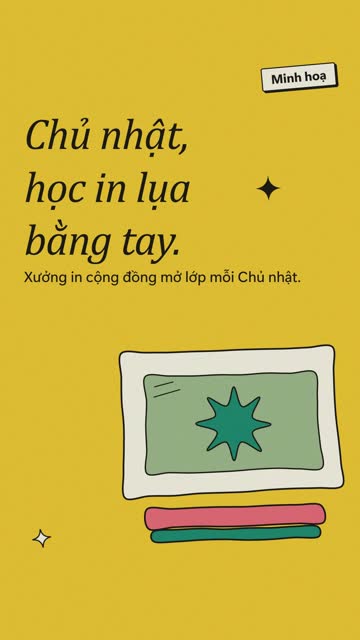 Minh hoạ
Chủ nhật,
học in lụa
bằng tay.
Xưởng in cộng đồng mở lớp mỗi Chủ nhật.